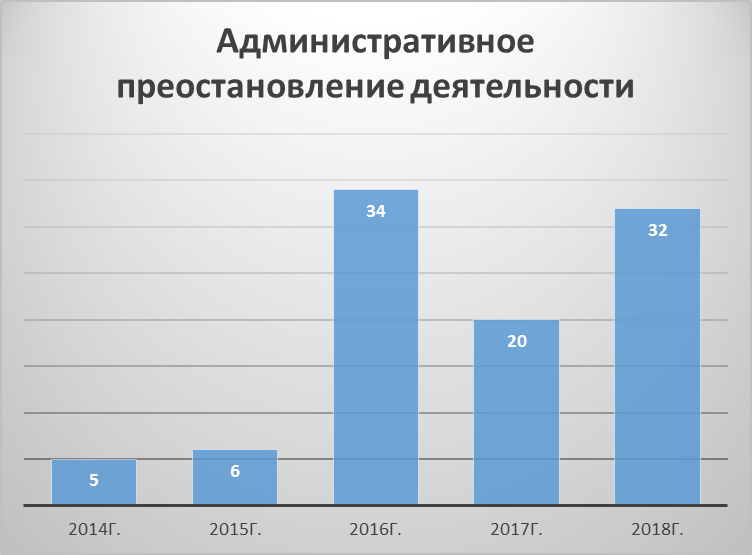 Административное
преостановление деятельности
34
32
20
6
5
2014Г.
2015Г.
2016Г.
2017Г.
2018Г.